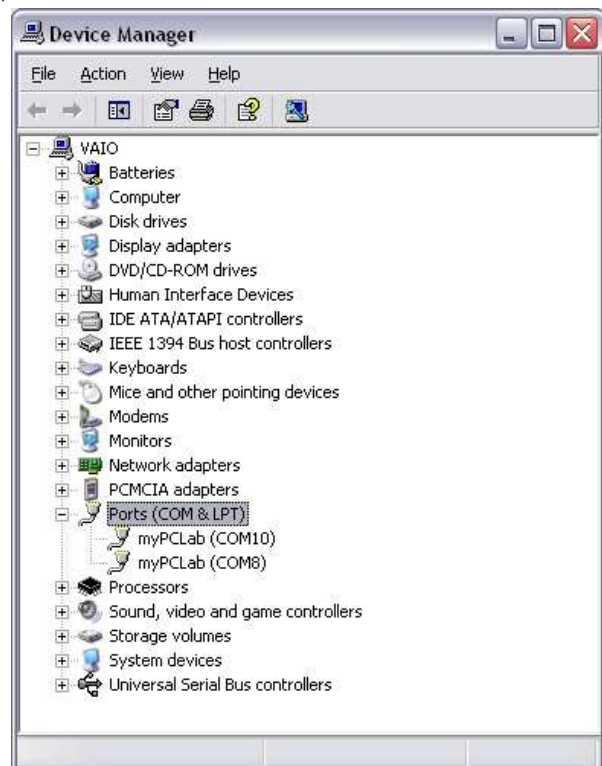 Device Manager
File Action View Help
VAIO
Batteries
Computer
Disk drives
Display adapters
DVD/CD-ROM drives
Human Interface Devices
IDE ATA/ATAPI controllers
IEEE 1394 Bus host controllers
Keyboards
Mice and other pointing devices
Modems
Monitors
Network adapters
PCMCIA adapters
Ports (COM & LPT)
myPCLab (COM10)
myPCLab (COM8)
Processors
Sound, video and game controllers
Storage volumes
System devices
Universal Serial Bus controllers